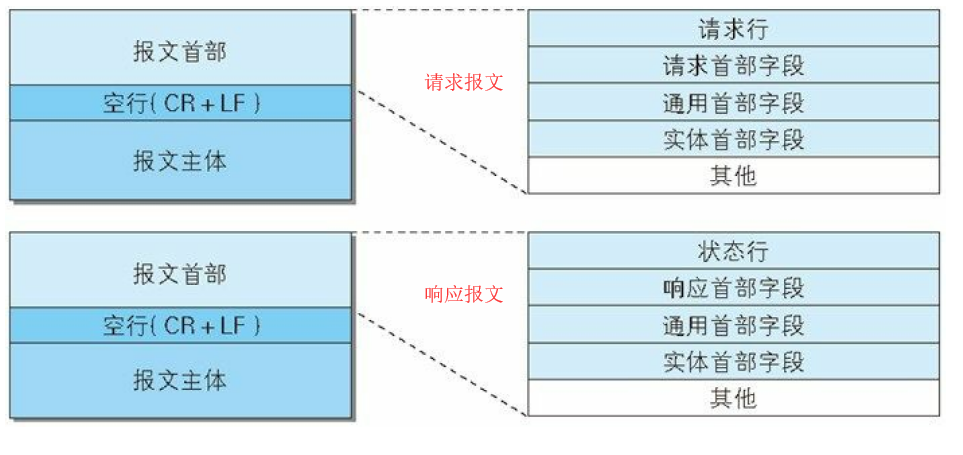 报文首部
空行( CR + LF )
报文主体
请求报文
请求行
请求首部字段
通用首部字段
实体首部字段
其他
报文首部
空行( CR + LF )
报文主体
响应报文
状态行
响应首部字段
通用首部字段
实体首部字段
其他